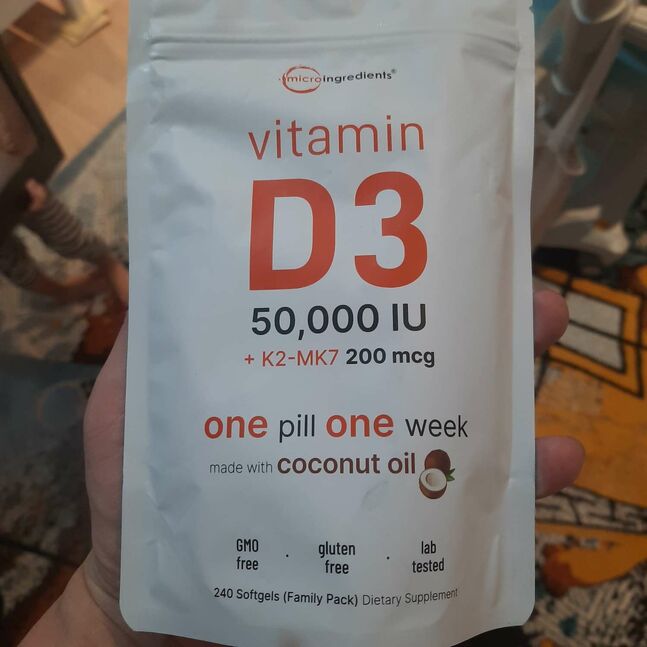 microingredients®
vitamin
D3
50,000 IU
+ K2-MK7 200 mcg
one pill one week
made with coconut oil
GMO free
gluten free
lab tested
240 Softgels (Family Pack) Dietary Supplement